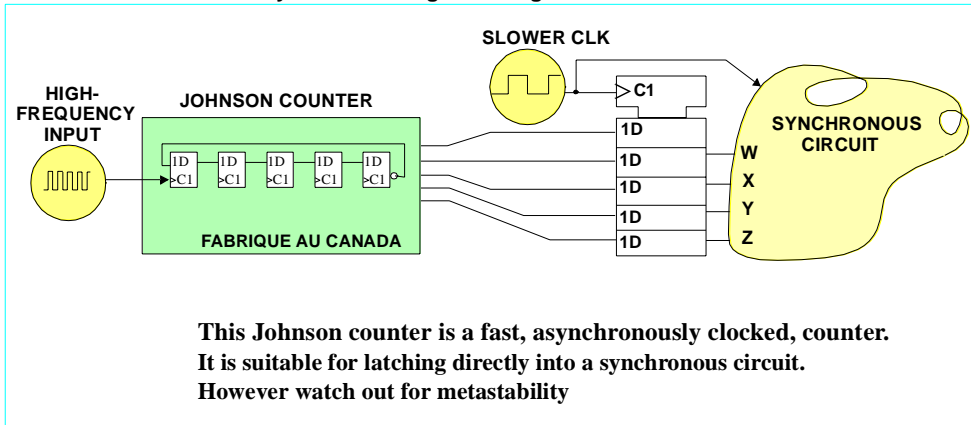 SLOWER CLK
HIGH-
FREQUENCY
INPUT
JOHNSON COUNTER
C1
1D
1D
1D
1D
1D
1D
1D
1D
1D
1D
>C1
>C1
>C1
>C1
>C1
FABRIQUE AU CANADA
SYNCHRONOUS
CIRCUIT
W
X
Y
Z
This Johnson counter is a fast, asynchronously clocked, counter.
It is suitable for latching directly into a synchronous circuit.
However watch out for metastability